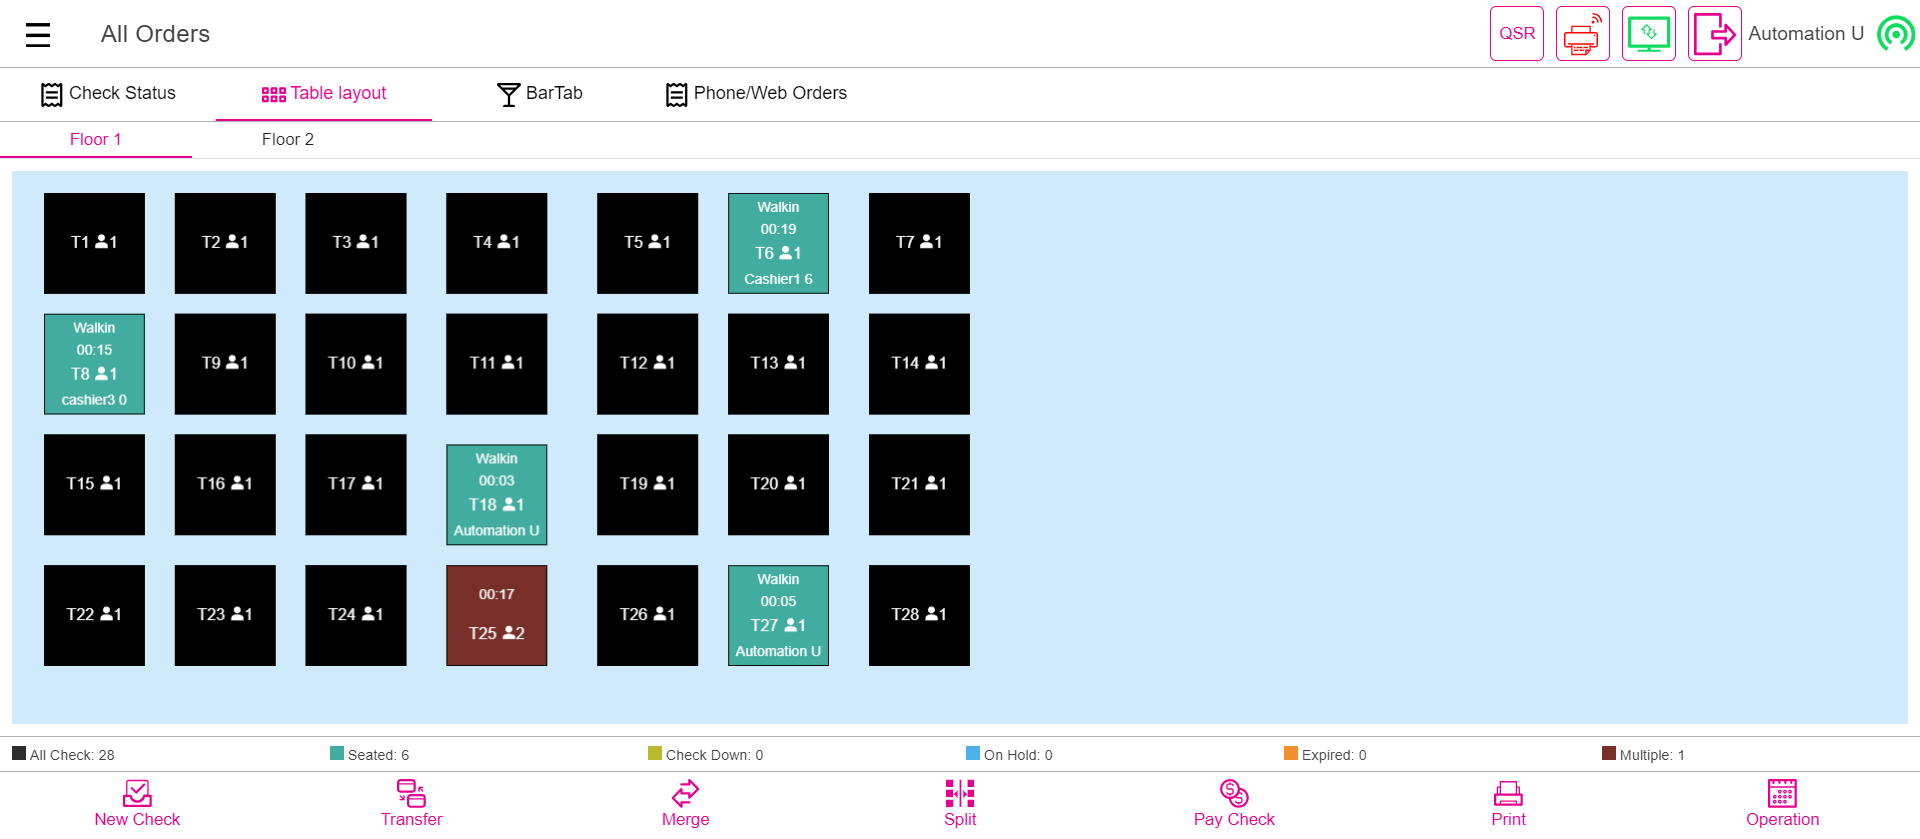 All Orders
QSR
Automation U
Check Status
Table layout
BarTab
Phone/Web Orders
Floor 1
Floor 2
T1 1
T2 1
T3 1
T4 1
T5 1
Walkin
00:19
T6 1
Cashier1 6
T7 1
Walkin
00:15
T8 1
cashier3 0
T9 1
T10 1
T11 1
T12 1
T13 1
T14 1
T15 1
T16 1
T17 1
Walkin
00:03
T18 1
Automation U
T19 1
T20 1
T21 1
T22 1
T23 1
T24 1
00:17
T25 2
T26 1
Walkin
00:05
T27 1
Automation U
T28 1
All Check: 28
Seated: 6
Check Down: 0
On Hold: 0
Expired: 0
Multiple: 1
New Check
Transfer
Merge
Split
Pay Check
Print
Operation